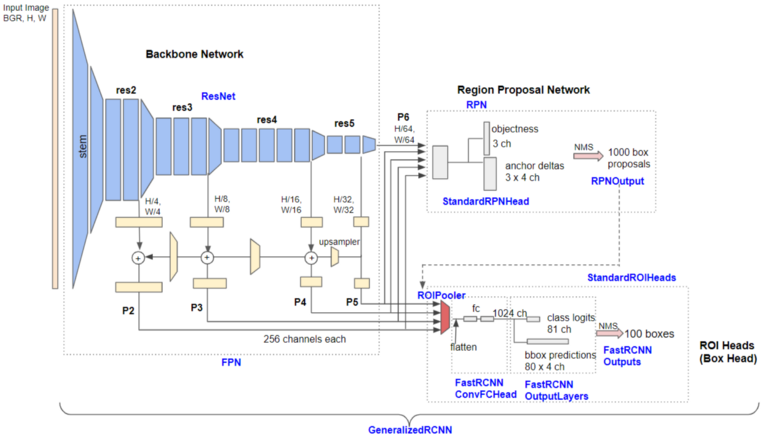 Input Image
BGR, H, W
Backbone Network
ResNet
stem
res2
res3
res4
res5
P6
H/64,
W/64
H/4,
W/4
H/8,
W/8
H/16,
W/16
H/32,
W/32
upsampler
P2
P3
P4
P5
256 channels each
FPN
Region Proposal Network
RPN
objectness
3 ch
anchor deltas
3 x 4 ch
StandardRPNHead
NMS
1000 box
proposals
RPNOutput
StandardROIHeads
ROIPooler
flatten
fc
1024 ch
class logits
81 ch
bbox predictions
80 x 4 ch
NMS
100 boxes
FastRCNN
Outputs
FastRCNN
ConvFCHead
FastRCNN
OutputLayers
ROI Heads
(Box Head)
GeneralizedRCNN